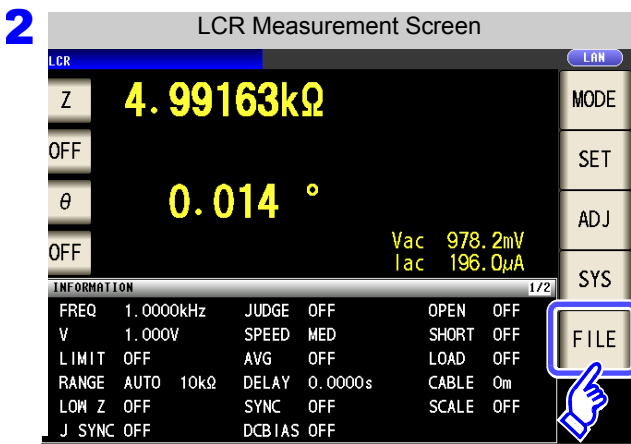 2
LCR Measurement Screen
LCR
LAN
Z 4.99163kΩ
MODE
OFF
SET
θ 0.014 °
ADJ
OFF
Vac 978.2mV
Iac 196.0μA
SYS
INFORMATION 1/2
FREQ 1.0000kHz JUDGE OFF OPEN OFF
V 1.000V SPEED MED SHORT OFF
FILE
LIMIT OFF AVG OFF LOAD OFF
RANGE AUTO 10kΩ DELAY 0.0000s CABLE 0m
LOW Z OFF SYNC OFF SCALE OFF
J SYNC OFF DCBIAS OFF